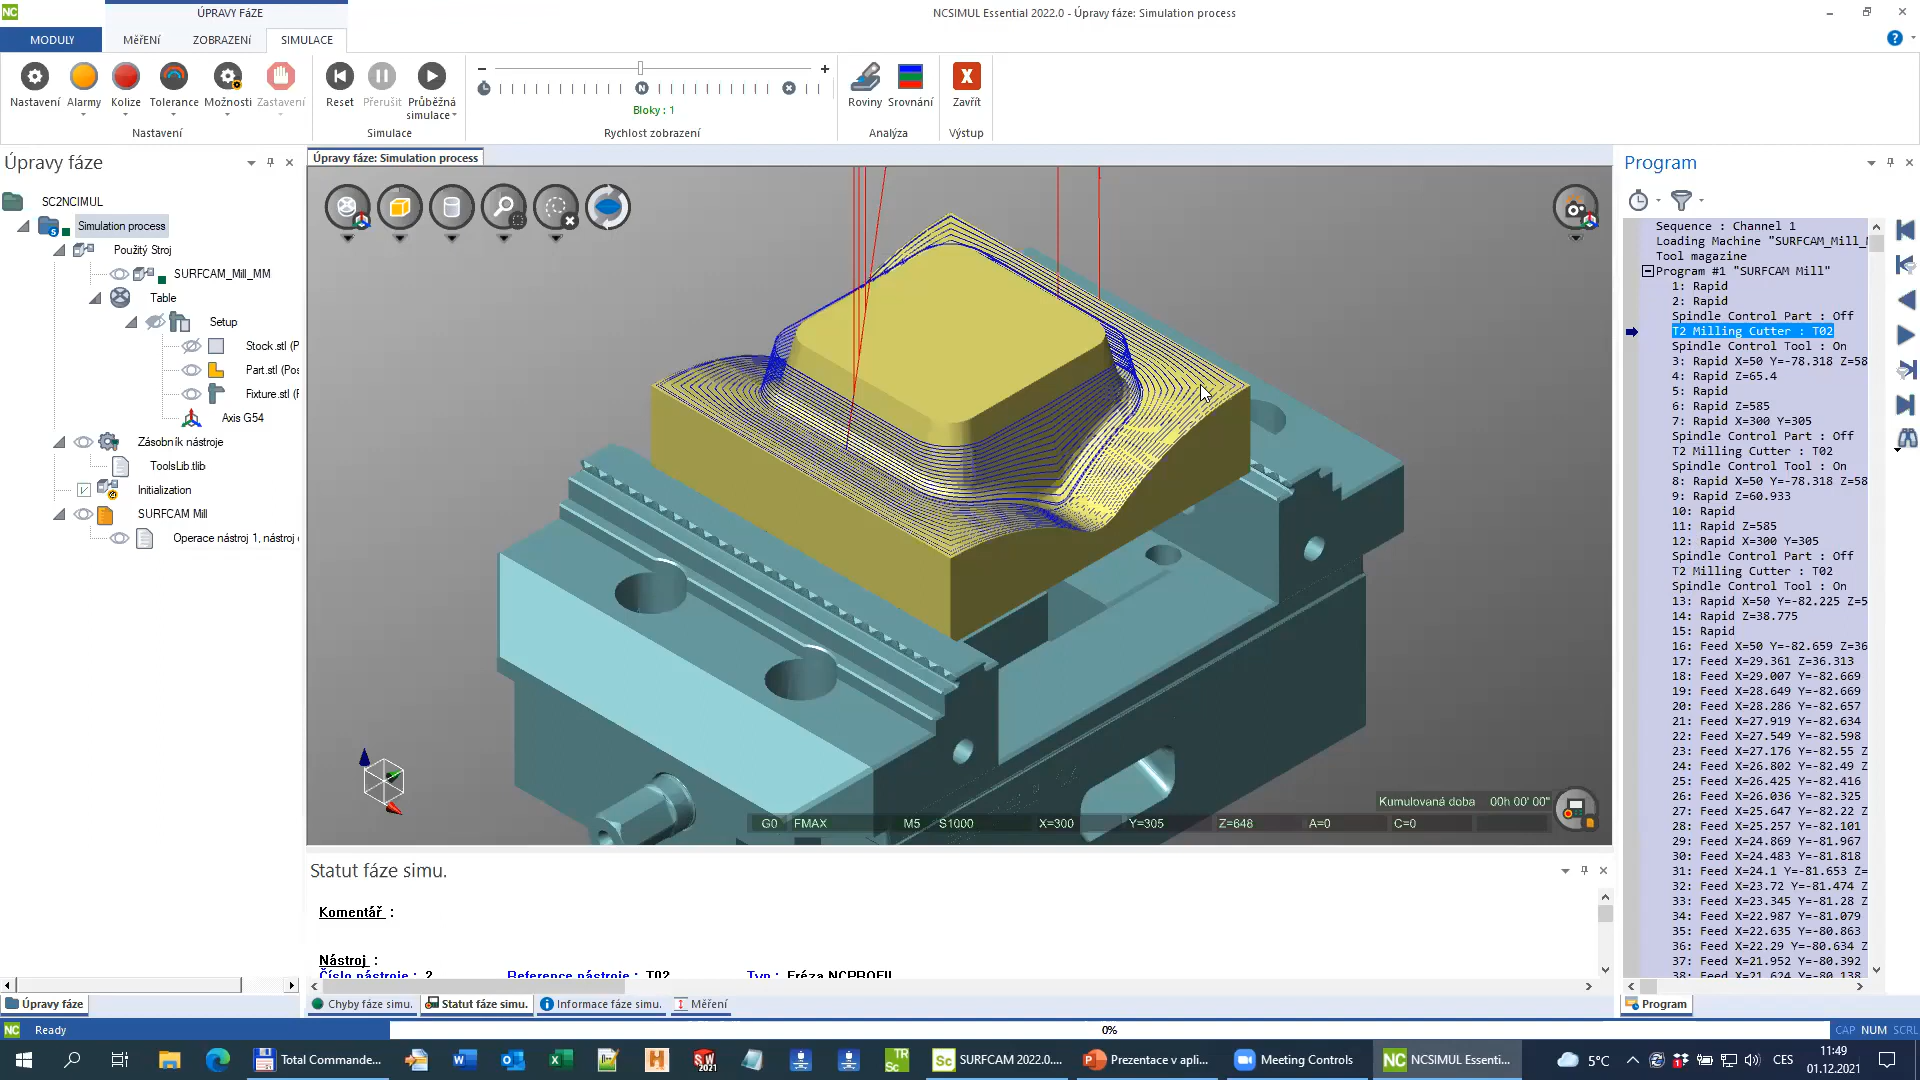 NC
ÚPRAVY FáZE
NCSIMUL Essential 2022.0 - Úpravy fáze: Simulation process
MODULY
MěŘENÍ
ZOBRAZENÍ
SIMULACE
Nastavení
Alarmy
Kolize
Tolerance
Možnosti
Zastavení
Reset
Přerušit
Průběžná simulace
N
Bloky : 1
Roviny
Srovnání
Zavřít
Nastavení
Simulace
Rychlost zobrazení
Analýza
Výstup
Úpravy fáze
SC2NCIMUL
Simulation process
Použitý Stroj
SURFCAM_Mill_MM
Table
Setup
Stock.stl (P
Part.stl (Pos
Fixture.stl (F
Axis G54
Zásobník nástroje
ToolsLib.tlib
Initialization
SURFCAM Mill
Operace nástroj 1, nástroj
Úpravy fáze
Úpravy fáze: Simulation process
Kumulovaná doba 00h 00' 00"
G0 FMAX M5 S1000 X=300 Y=305 Z=648 A=0 C=0
Statut fáze simu.
Komentář :
Nástroj :
Číslo nástroje : 2 Reference nástroje : T02 Typ : Fréza NCPROFIL
Chyby fáze simu.
Statut fáze simu.
Informace fáze simu.
Měření
Program
Sequence : Channel 1
Loading Machine "SURFCAM_Mill_
Tool magazine
Program #1 "SURFCAM Mill"
1: Rapid
2: Rapid
Spindle Control Part : Off
T2 Milling Cutter : T02
Spindle Control Tool : On
3: Rapid X=50 Y=-78.318 Z=58
4: Rapid Z=65.4
5: Rapid
6: Rapid Z=585
7: Rapid X=300 Y=305
Spindle Control Part : Off
T2 Milling Cutter : T02
Spindle Control Tool : On
8: Rapid X=50 Y=-78.318 Z=58
9: Rapid Z=60.933
10: Rapid
11: Rapid Z=585
12: Rapid X=300 Y=305
Spindle Control Part : Off
T2 Milling Cutter : T02
Spindle Control Tool : On
13: Rapid X=50 Y=-82.225 Z=5
14: Rapid Z=38.775
15: Rapid
16: Feed X=50 Y=-82.659 Z=36
17: Feed X=29.361 Z=36.313
18: Feed X=29.007 Y=-82.669
19: Feed X=28.649 Y=-82.669
20: Feed X=28.286 Y=-82.657
21: Feed X=27.919 Y=-82.634
22: Feed X=27.549 Y=-82.598
23: Feed X=27.176 Y=-82.55 Z
24: Feed X=26.802 Y=-82.49 Z
25: Feed X=26.425 Y=-82.416
26: Feed X=26.036 Y=-82.325
27: Feed X=25.647 Y=-82.22 Z
28: Feed X=25.257 Y=-82.101
29: Feed X=24.869 Y=-81.967
30: Feed X=24.483 Y=-81.818
31: Feed X=24.1 Y=-81.653 Z=
32: Feed X=23.72 Y=-81.474 Z
33: Feed X=23.345 Y=-81.28 Z
34: Feed X=22.987 Y=-81.079
35: Feed X=22.635 Y=-80.863
36: Feed X=22.29 Y=-80.634 Z
37: Feed X=21.952 Y=-80.392
38: Feed X=21.624 Y=-80.138
Program
NC Ready
0%
CAP NUM SCRL
Total Commande...
SURFCAM 2022.0....
Prezentace v apli...
Meeting Controls
NCSIMUL Essenti...
5°C
CES
11:49
01.12.2021